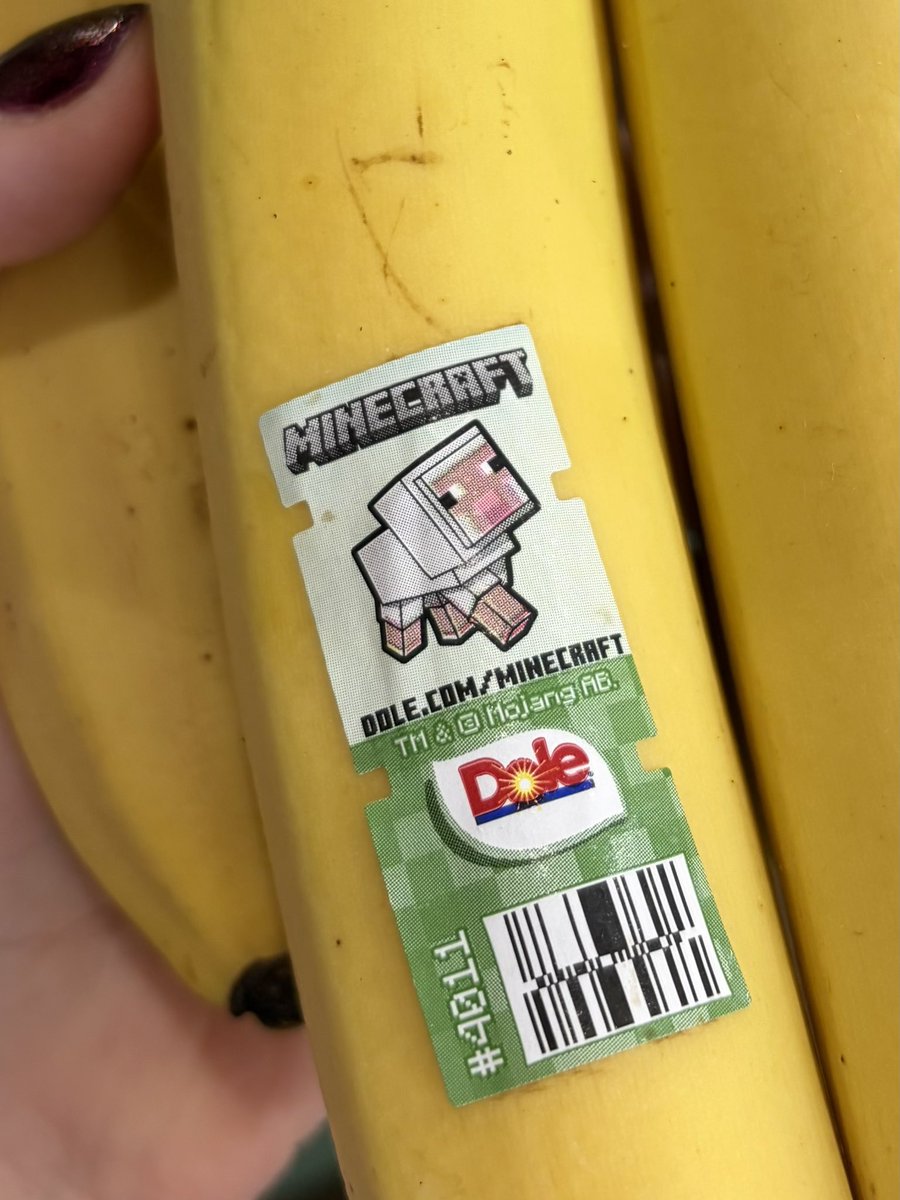 MINECRAFT
DOLE.COM/MINECRAFT
TM & © Mojang AB.
Dole
#4011